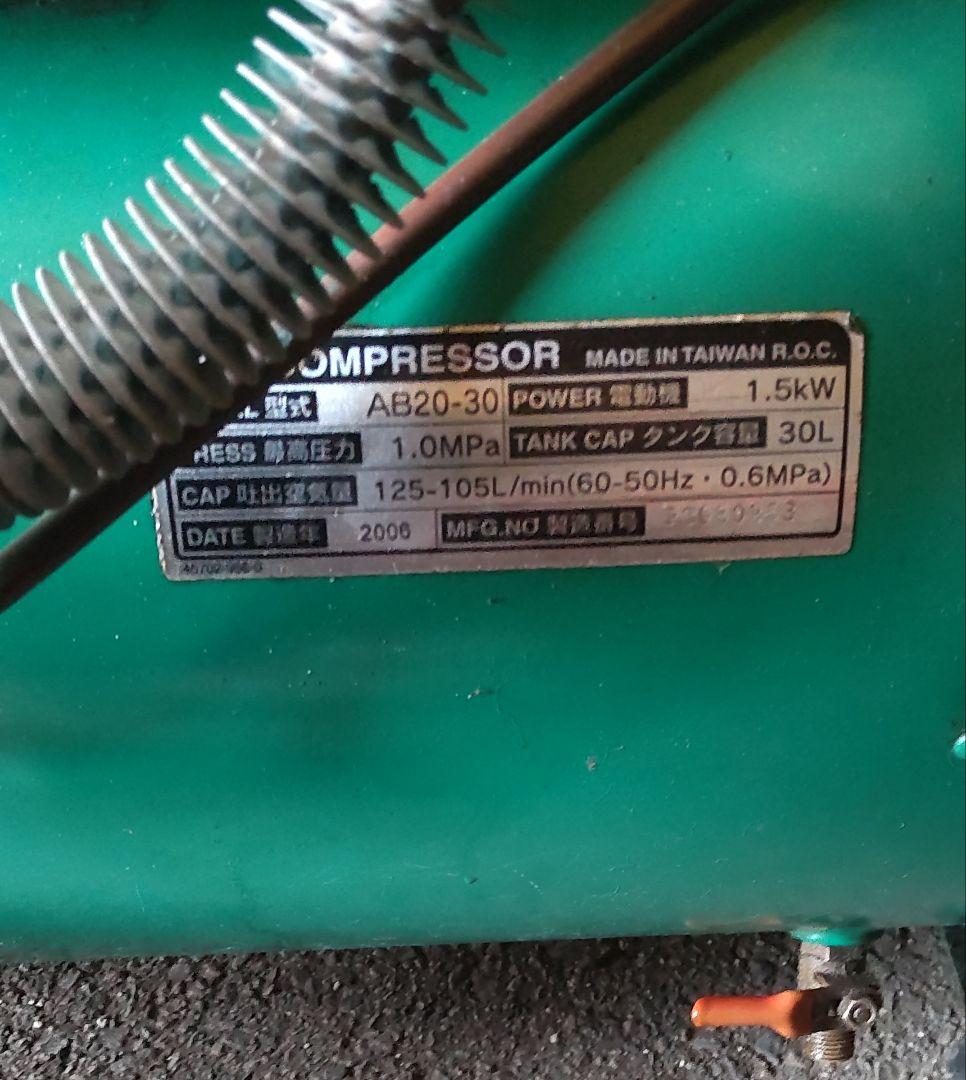 COMPRESSOR MADE IN TAIWAN R.O.C.
型式 AB20-30 POWER 電動機 1.5kW
PRESS 最高圧力 1.0MPa TANK CAP タンク容量 30L
CAP 吐出空気量 125-105L/min(60-50Hz・0.6MPa)
DATE 製造年 2006 MFG.NO 製造番号